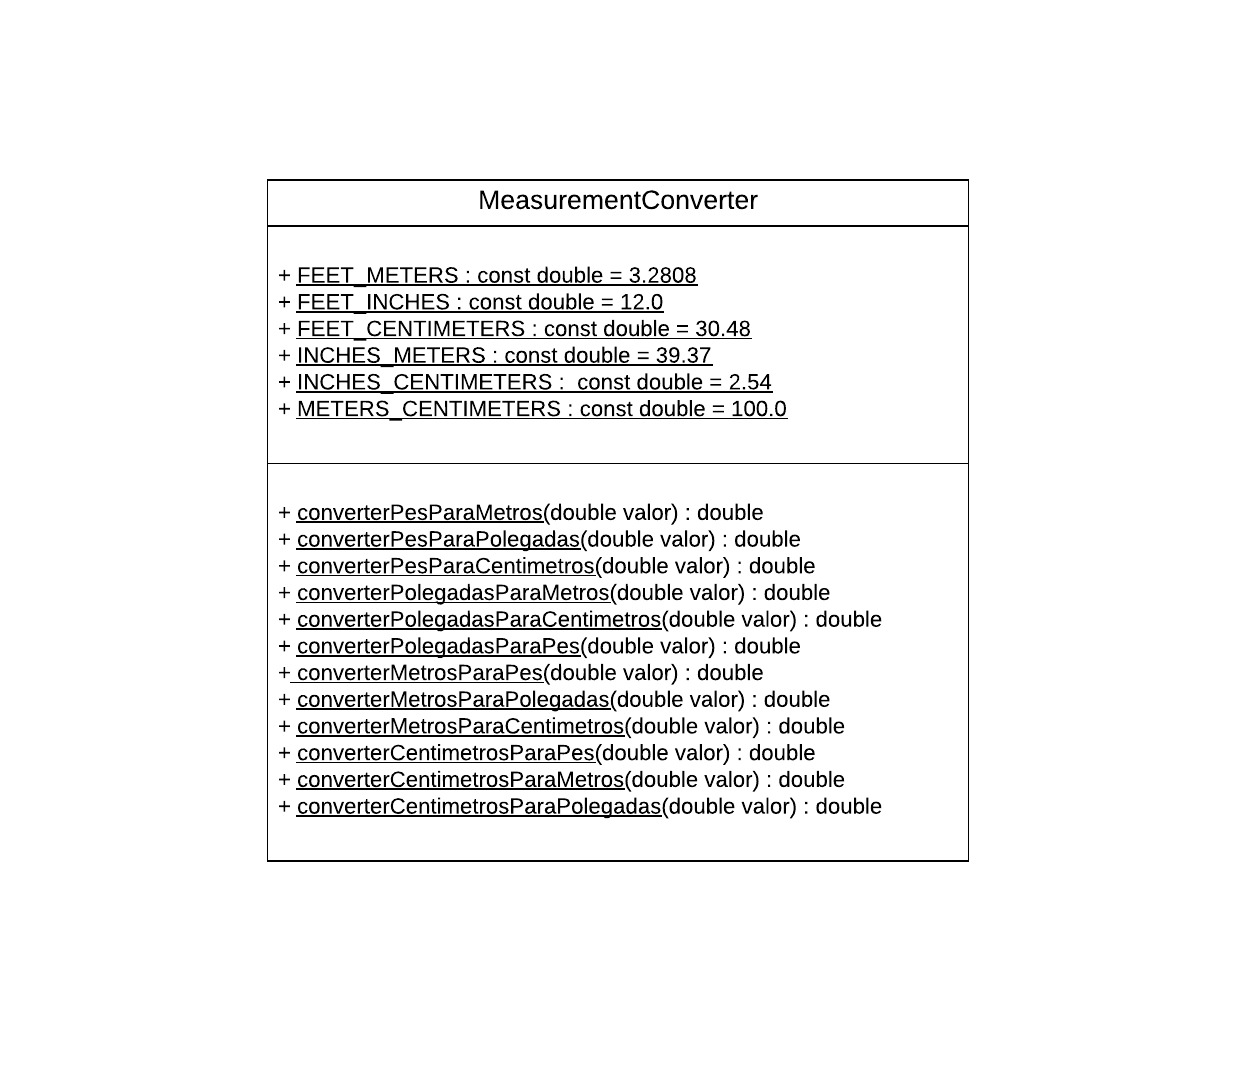 MeasurementConverter
+ FEET_METERS : const double = 3.2808
+ FEET_INCHES : const double = 12.0
+ FEET_CENTIMETERS : const double = 30.48
+ INCHES_METERS : const double = 39.37
+ INCHES_CENTIMETERS :  const double = 2.54
+ METERS_CENTIMETERS : const double = 100.0
+ converterPesParaMetros(double valor) : double
+ converterPesParaPolegadas(double valor) : double
+ converterPesParaCentimetros(double valor) : double
+ converterPolegadasParaMetros(double valor) : double
+ converterPolegadasParaCentimetros(double valor) : double
+ converterPolegadasParaPes(double valor) : double
+ converterMetrosParaPes(double valor) : double
+ converterMetrosParaPolegadas(double valor) : double
+ converterMetrosParaCentimetros(double valor) : double
+ converterCentimetrosParaPes(double valor) : double
+ converterCentimetrosParaMetros(double valor) : double
+ converterCentimetrosParaPolegadas(double valor) : double